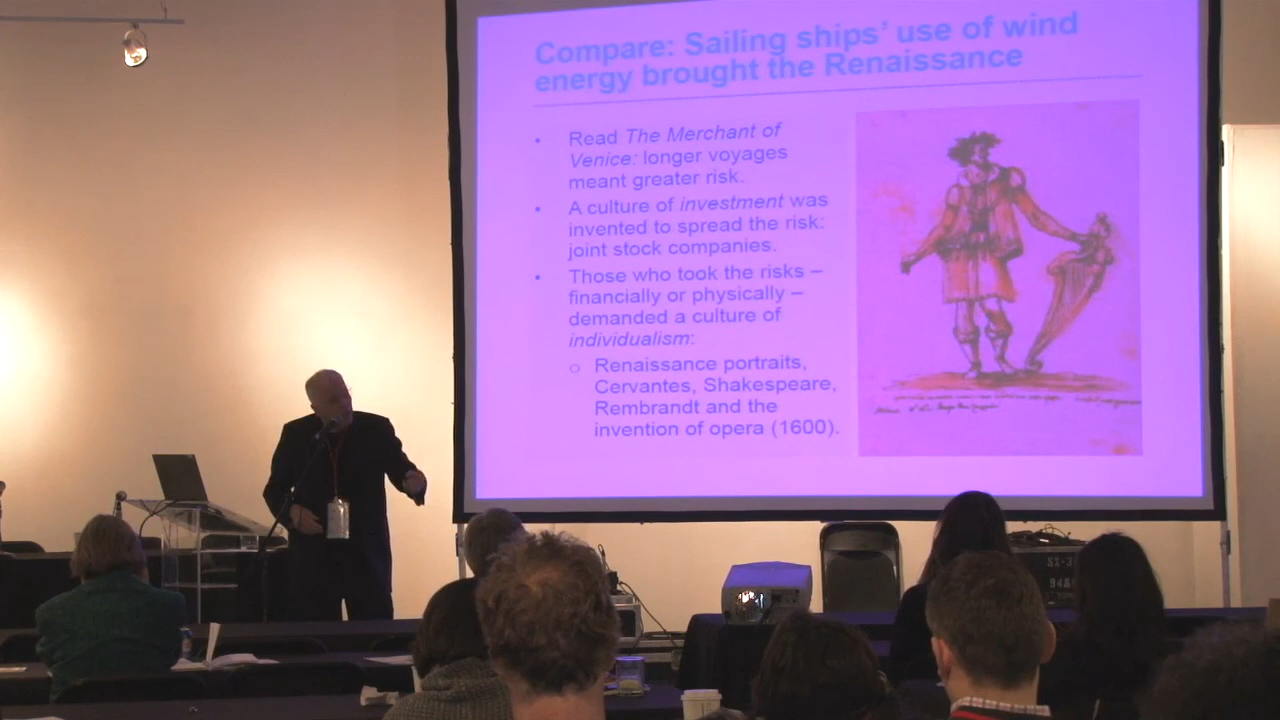 Compare: Sailing ships’ use of wind
energy brought the Renaissance
• Read The Merchant of
Venice: longer voyages
meant greater risk.
• A culture of investment was
invented to spread the risk:
joint stock companies.
• Those who took the risks –
financially or physically –
demanded a culture of
individualism:
o Renaissance portraits,
Cervantes, Shakespeare,
Rembrandt and the
invention of opera (1600).